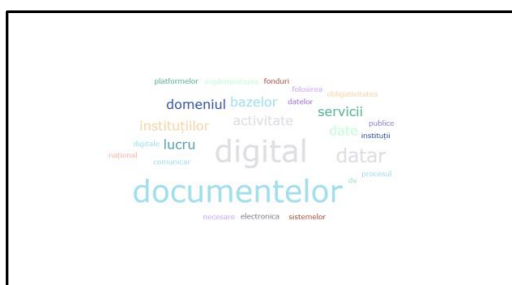 platformelor implementarea fonduri
folosirea
obligativitatea
domeniul bazelor datelor
servicii
activitate
publice
instituțiilor
date
instituții
digitale lucru
digital
datar
național
comunicar
procesul
dv
documentelor
necesare electronica sistemelor